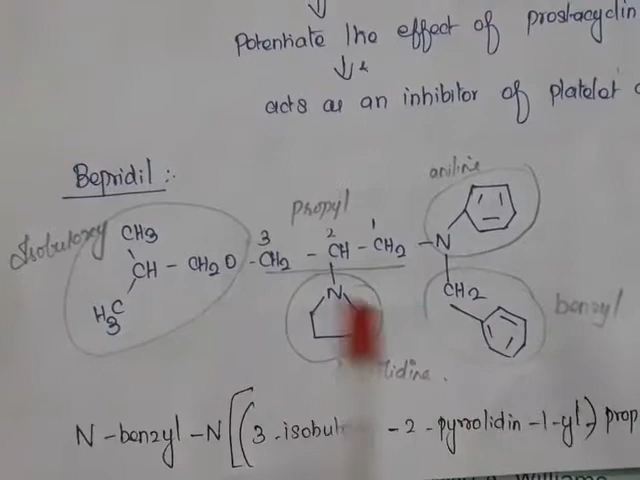 Potentiate the effect of prostacyclin
&
acts as an inhibitor of platelet
Bepridil :-
aniline
propyl
Isobutoxy
CH3
3 2 1
CH - CH2O - CH2 - CH - CH2 - N
H3C
N
CH2
benzyl
lidine.
N-benzyl-N[(3-isobut -2-pyrrolidin-1-yl) prop